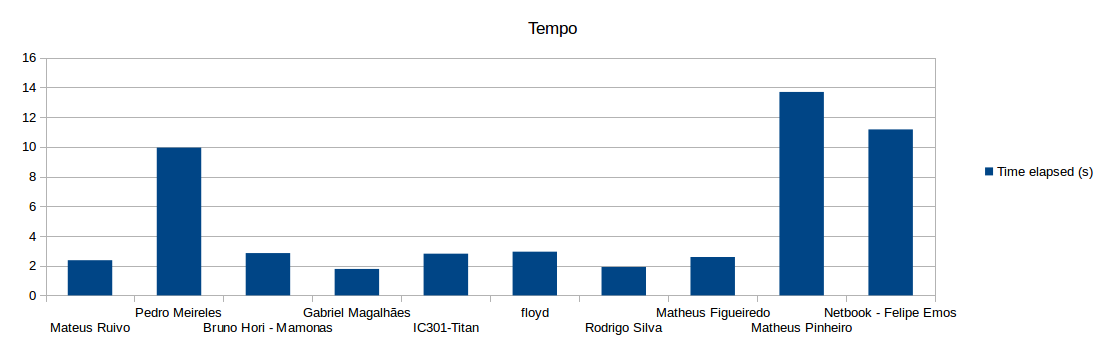 Tempo
16
14
12
10
8
6
4
2
0
Time elapsed (s)
Pedro Meireles
Gabriel Magalhães
floyd
Matheus Figueiredo
Netbook - Felipe Emos
Mateus Ruivo
Bruno Hori - Mamonas
IC301-Titan
Rodrigo Silva
Matheus Pinheiro